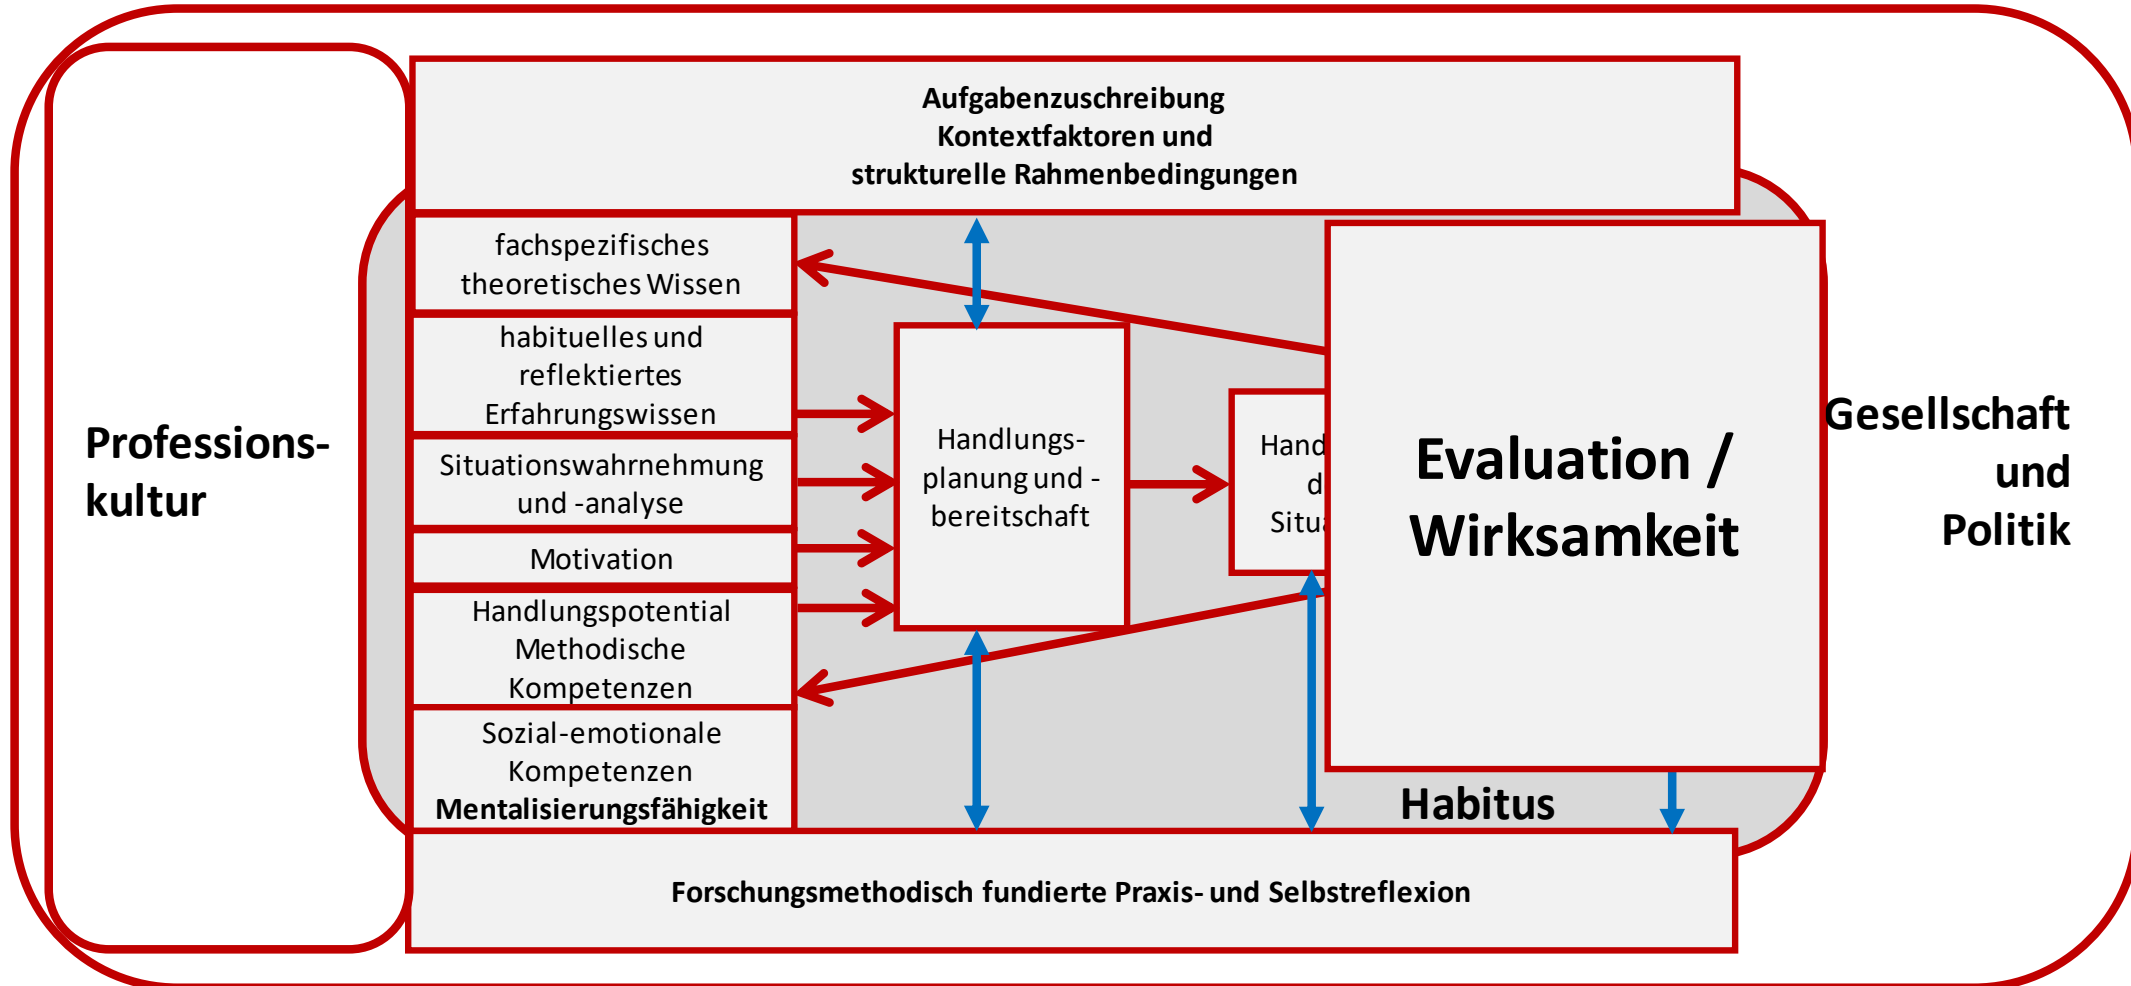 Aufgabenzuschreibung
Kontextfaktoren und
strukturelle Rahmenbedingungen
Professions-
kultur
fachspezifisches
theoretisches Wissen
habituelles und
reflektiertes
Erfahrungswissen
Situationswahrnehmung
und -analyse
Motivation
Handlungspotential
Methodische
Kompetenzen
Sozial-emotionale
Kompetenzen
Mentalisierungsfähigkeit
Handlungs-
planung und -
bereitschaft
Evaluation /
Wirksamkeit
Gesellschaft
und
Politik
Habitus
Forschungsmethodisch fundierte Praxis- und Selbstreflexion